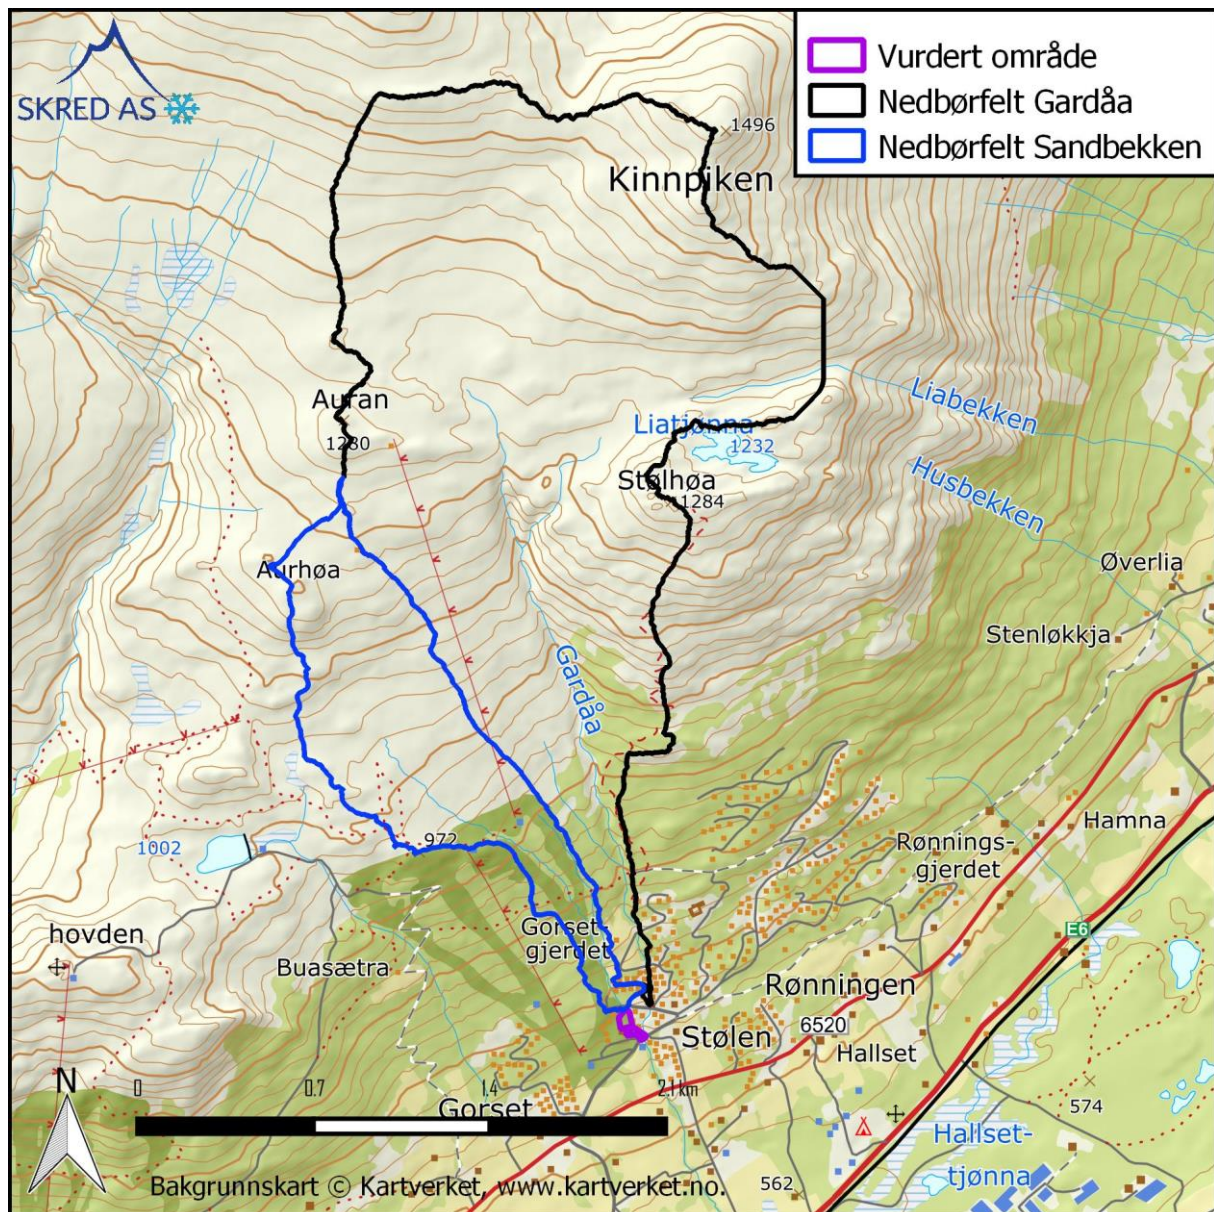 SKRED AS
Vurdert område
Nedbørfelt Gardåa
Nedbørfelt Sandbekken
1496
Kinnpiken
Auran
1280
Liatjønna
1232
Stølhøa
1284
Liabekken
Husbekken
Aurhøa
Øverlia
Stenløkkja
Gardåa
1002
972
Hamna
Rønnings-
gjerdet
E6
hovden
Gorset-
gjerdet
Buasætra
Rønningen
6520
Stølen
Hallset
N
0 0.7 1.4 2.1 km
Gorset
574
Hallset-
tjønna
562
Bakgrunnskart © Kartverket, www.kartverket.no.